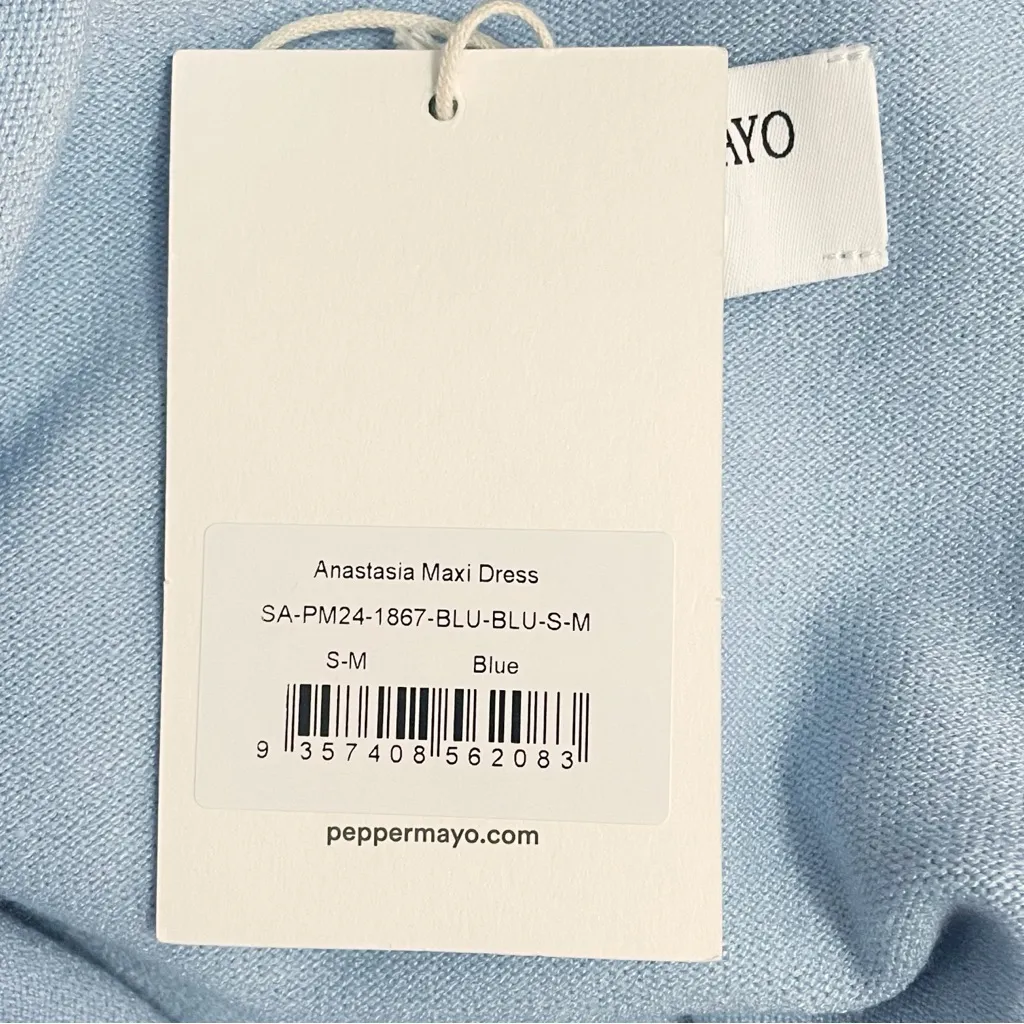 AYO
Anastasia Maxi Dress
SA-PM24-1867-BLU-BLU-S-M
S-M Blue
9 357408 562083
peppermayo.com